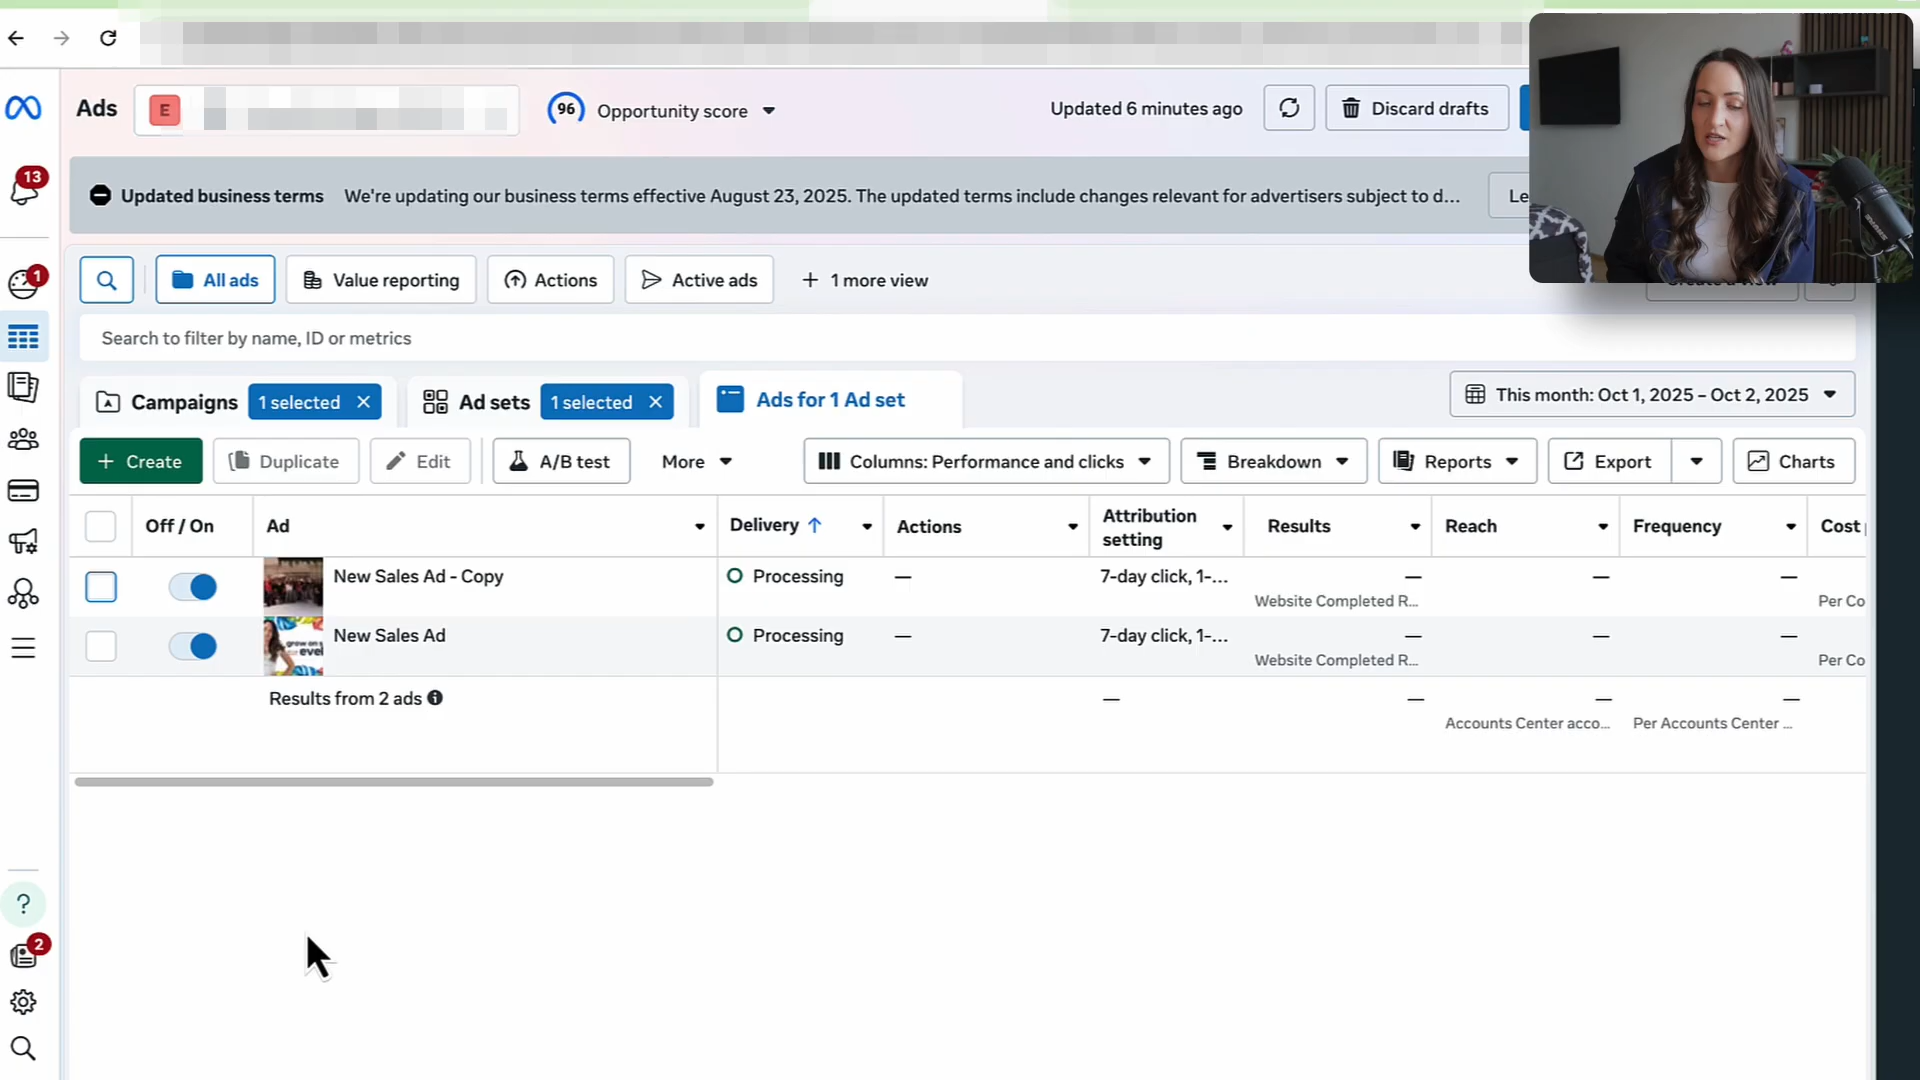 Ads
E
96
Opportunity score
Updated 6 minutes ago
Discard drafts
13
Updated business terms
We're updating our business terms effective August 23, 2025. The updated terms include changes relevant for advertisers subject to d...
Le
1
All ads
Value reporting
Actions
Active ads
+ 1 more view
Search to filter by name, ID or metrics
Campaigns
1 selected
Ad sets
1 selected
Ads for 1 Ad set
This month: Oct 1, 2025 – Oct 2, 2025
+ Create
Duplicate
Edit
A/B test
More
Columns: Performance and clicks
Breakdown
Reports
Export
Charts
Off / On
Ad
Delivery ↑
Actions
Attribution
setting
Results
Reach
Frequency
Cost
New Sales Ad - Copy
Processing
—
7-day click, 1-...
—
—
—
Website Completed R...
Per Co
New Sales Ad
Processing
—
7-day click, 1-...
—
—
—
Website Completed R...
Per Co
Results from 2 ads
—
—
—
—
Accounts Center acco...
Per Accounts Center ...
?
2